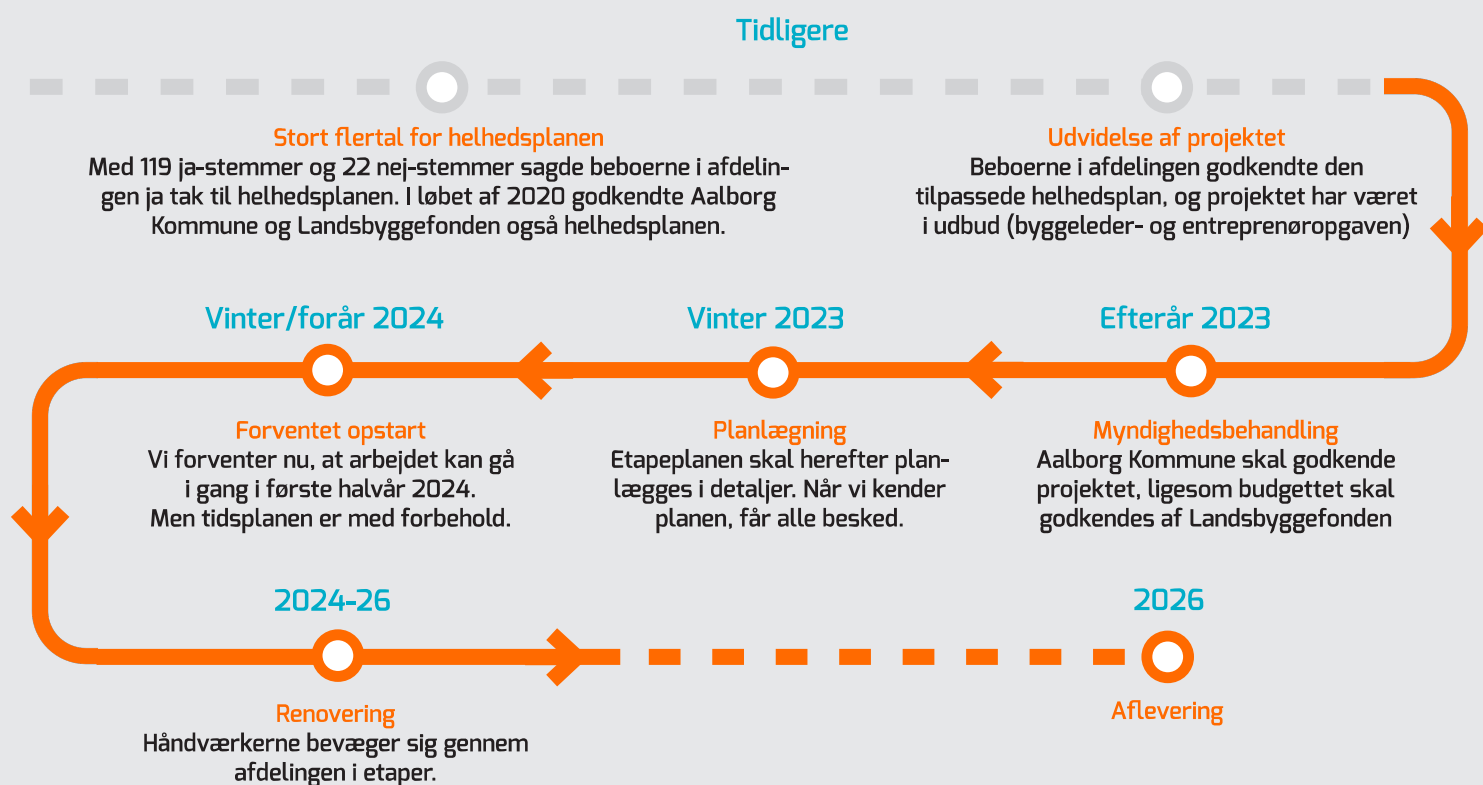 Tidligere
Stort flertal for helhedsplanen
Med 119 ja-stemmer og 22 nej-stemmer sagde beboerne i afdelin-
gen ja tak til helhedsplanen. I løbet af 2020 godkendte Aalborg
Kommune og Landsbyggefonden også helhedsplanen.
Udvidelse af projektet
Beboerne i afdelingen godkendte den
tilpassede helhedsplan, og projektet har været
i udbud (byggeleder- og entreprenøropgaven)
Efterår 2023
Myndighedsbehandling
Aalborg Kommune skal godkende
projektet, ligesom budgettet skal
godkendes af Landsbyggefonden
Vinter 2023
Planlægning
Etapeplanen skal herefter plan-
lægges i detaljer. Når vi kender
planen, får alle besked.
Vinter/forår 2024
Forventet opstart
Vi forventer nu, at arbejdet kan gå
i gang i første halvår 2024.
Men tidsplanen er med forbehold.
2024-26
Renovering
Håndværkerne bevæger sig gennem
afdelingen i etaper.
2026
Aflevering